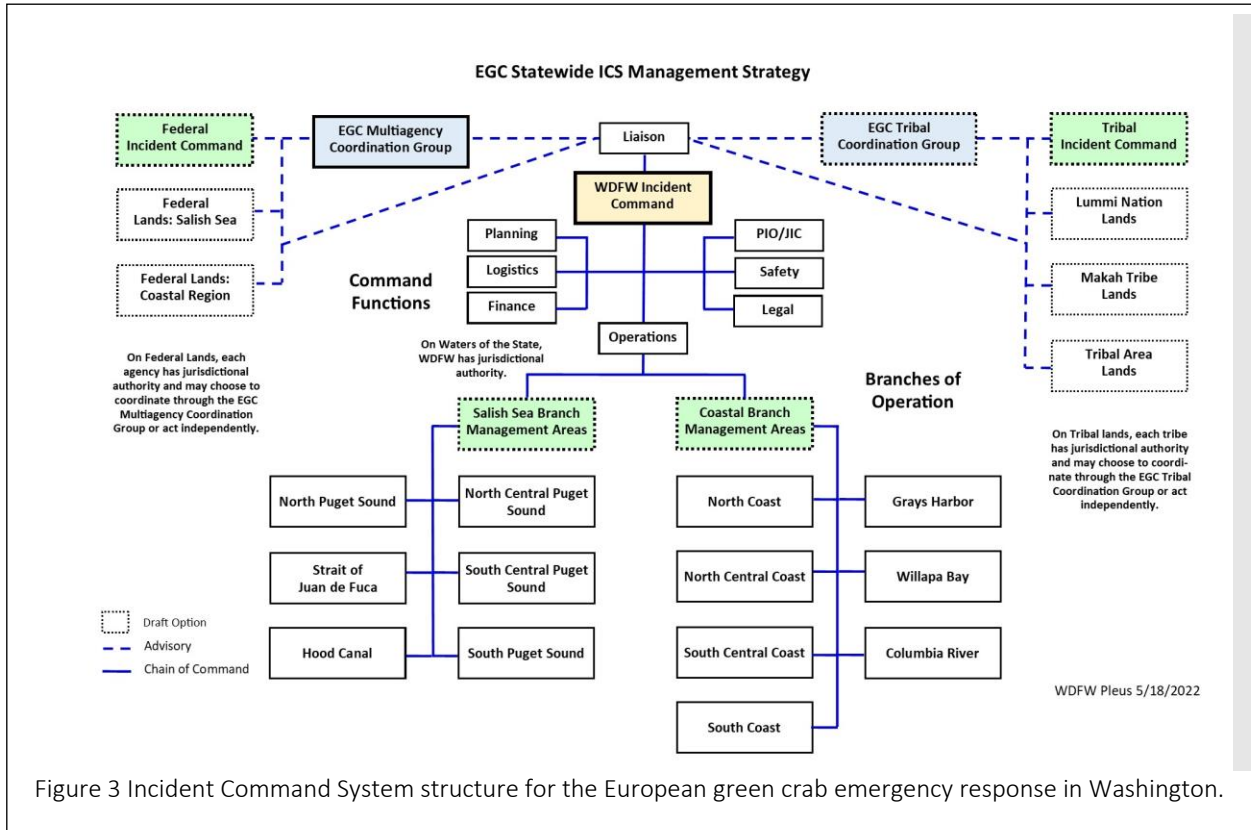 EGC Statewide ICS Management Strategy
Federal
Incident Command
EGC Multiagency
Coordination Group
Liaison
EGC Tribal
Coordination Group
Tribal
Incident Command
WDFW Incident
Command
Federal
Lands: Salish Sea
Lummi Nation
Lands
Planning
PIO/JIC
Federal Lands:
Coastal Region
Command
Functions
Logistics
Safety
Makah Tribe
Lands
Finance
Legal
Operations
Tribal Area
Lands
On Federal Lands, each
agency has jurisdictional
authority and may choose to
coordinate through the EGC
Multiagency Coordination
Group or act independently.
On Waters of the State,
WDFW has jurisdictional
authority.
Branches of
Operation
Salish Sea Branch
Management Areas
Coastal Branch
Management Areas
On Tribal lands, each tribe
has jurisdictional authority
and may choose to coordi-
nate through the EGC Tribal
Coordination Group or act
independently.
North Puget Sound
North Central Puget
Sound
North Coast
Grays Harbor
Strait of
Juan de Fuca
South Central Puget
Sound
North Central Coast
Willapa Bay
Hood Canal
South Puget Sound
South Central Coast
Columbia River
South Coast
Draft Option
Advisory
Chain of Command
WDFW Pleus 5/18/2022
Figure 3 Incident Command System structure for the European green crab emergency response in Washington.